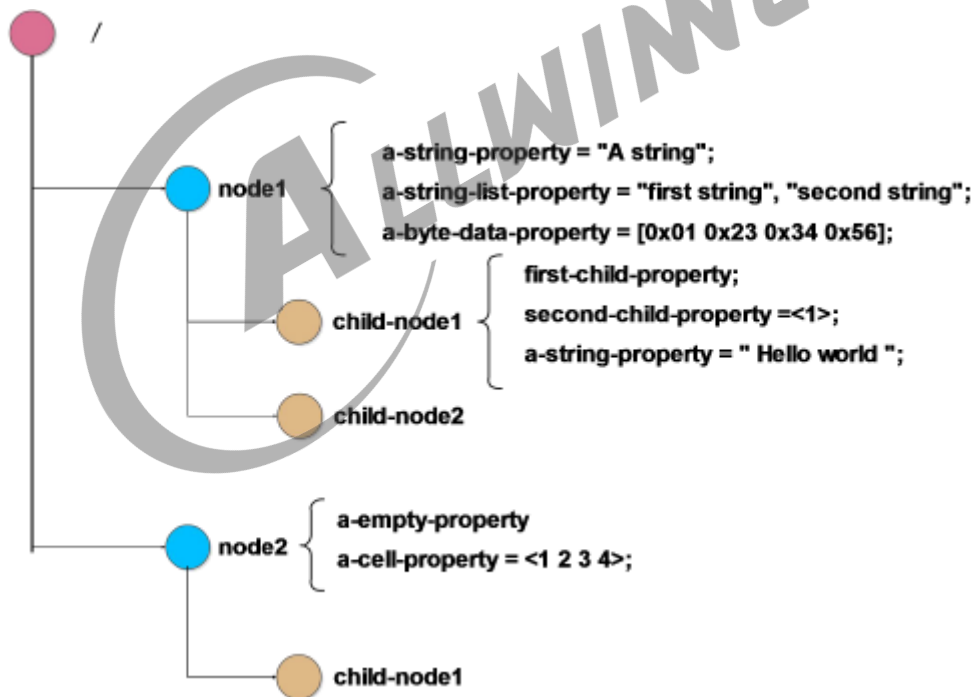 /
ALLWINN
a-string-property = "A string";
node1
a-string-list-property = "first string", "second string";
a-byte-data-property = [0x01 0x23 0x34 0x56];
first-child-property;
child-node1
second-child-property =<1>;
a-string-property = " Hello world ";
child-node2
a-empty-property
node2
a-cell-property = <1 2 3 4>;
child-node1